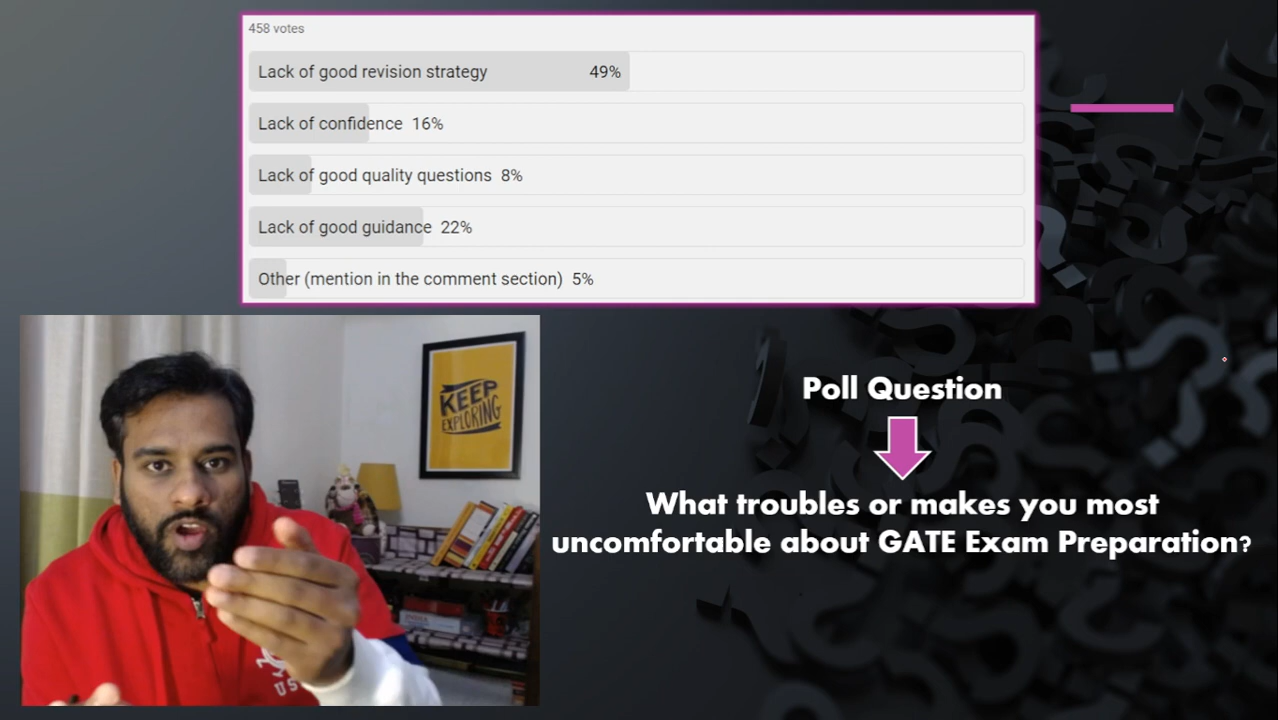 458 votes
Lack of good revision strategy 49%
Lack of confidence 16%
Lack of good quality questions 8%
Lack of good guidance 22%
Other (mention in the comment section) 5%
KEEP
EXPLORING
Poll Question
What troubles or makes you most
uncomfortable about GATE Exam Preparation?
US